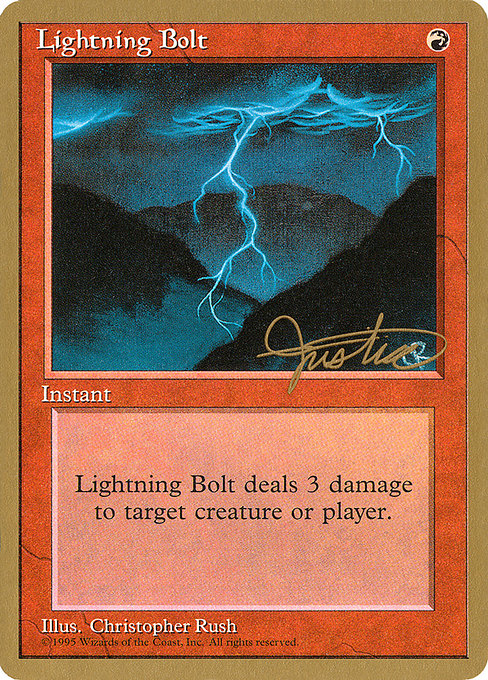 Lightning Bolt
Justice
Instant
Lightning Bolt deals 3 damage
to target creature or player.
Illus. Christopher Rush
©1995 Wizards of the Coast, Inc. All rights reserved.